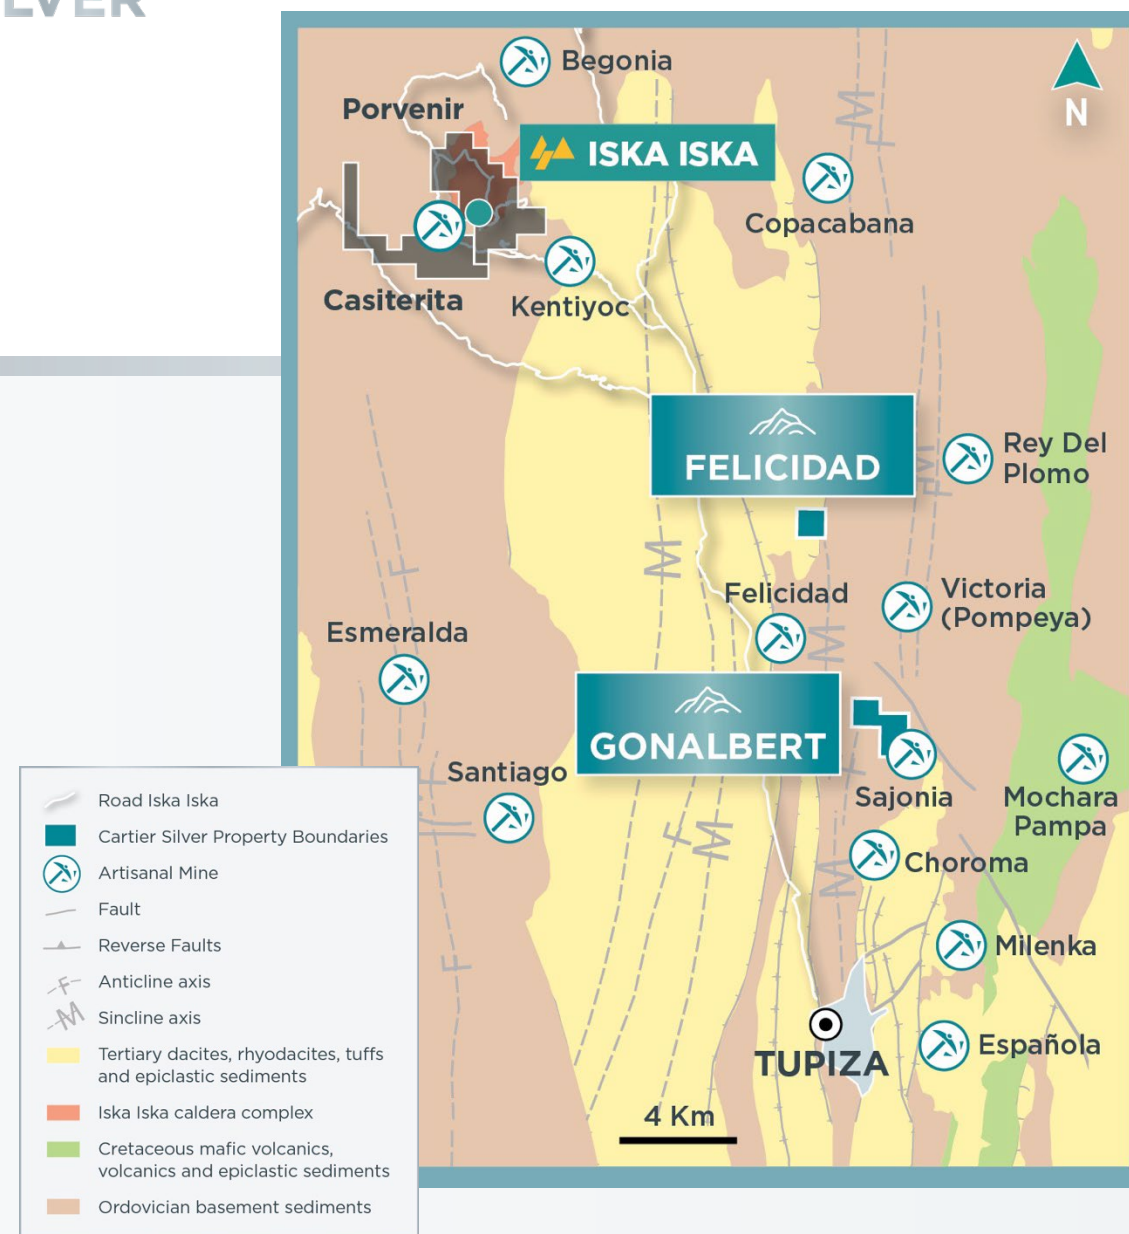 SILVER
Begonia
Porvenir
N
ISKA ISKA
Copacabana
Casiterita
Kentiyoc
FELICIDAD
Rey Del
Plomo
Felicidad
Victoria
(Pompeya)
Esmeralda
GONALBERT
Santiago
Sajonia
Mochara
Pampa
Choroma
Milenka
Española
TUPIZA
4 Km
Road Iska Iska
Cartier Silver Property Boundaries
Artisanal Mine
Fault
Reverse Faults
Anticline axis
Sincline axis
Tertiary dacites, rhyodacites, tuffs
and epiclastic sediments
Iska Iska caldera complex
Cretaceous mafic volcanics,
volcanics and epiclastic sediments
Ordovician basement sediments